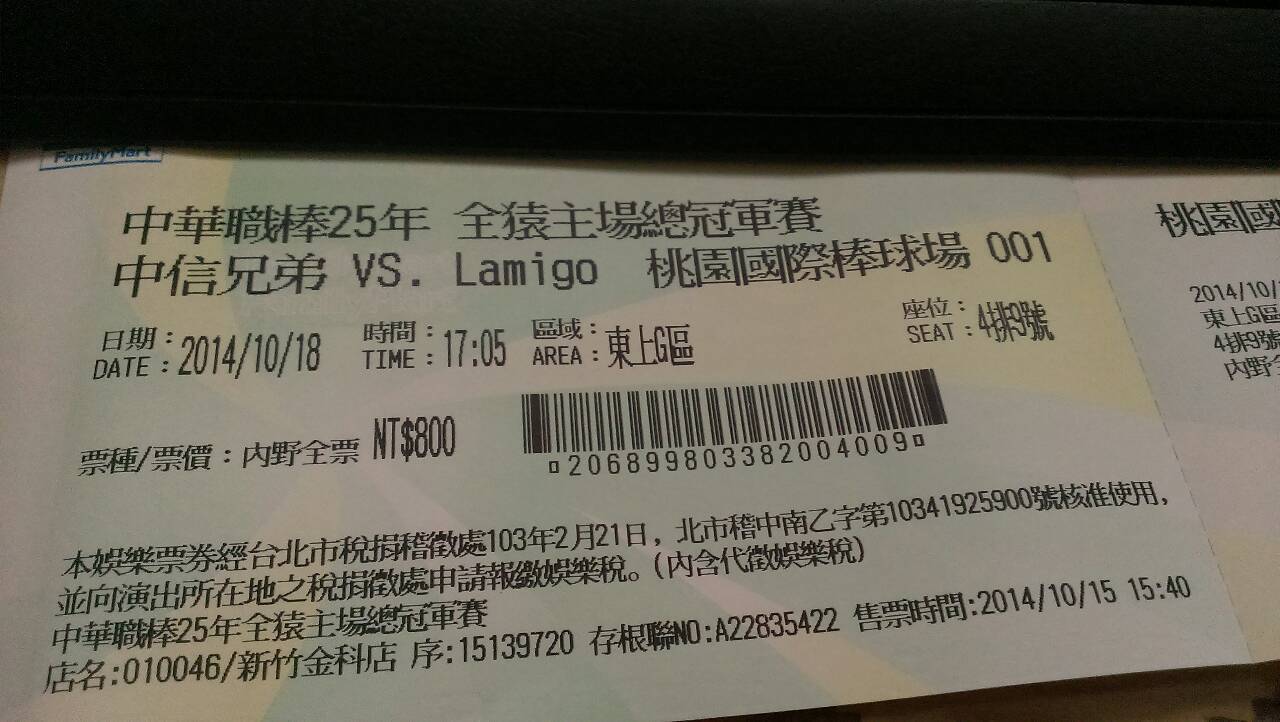 FamilyMart
中華職棒25年 全猿主場總冠軍賽
中信兄弟 VS. Lamigo 桃園國際棒球場 001
日期: 時間: 區域: 座位:
DATE: 2014/10/18 TIME: 17:05 AREA: 東上G區 SEAT: 4排9號
票種/票價:內野全票 NT$800
206899803382004009
本娛樂票券經台北市稅捐稽徵處103年2月21日,北市稽中南乙字第10341925900號核准使用,
並向演出所在地之稅捐徵處申請報繳娛樂稅。(內含代徵娛樂稅)
中華職棒25年全猿主場總冠軍賽
店名:010046/新竹金科店 序:15139720 存根聯NO:A22835422 售票時間:2014/10/15 15:40
桃園國
2014/10/
東上G區
4排9號
內野